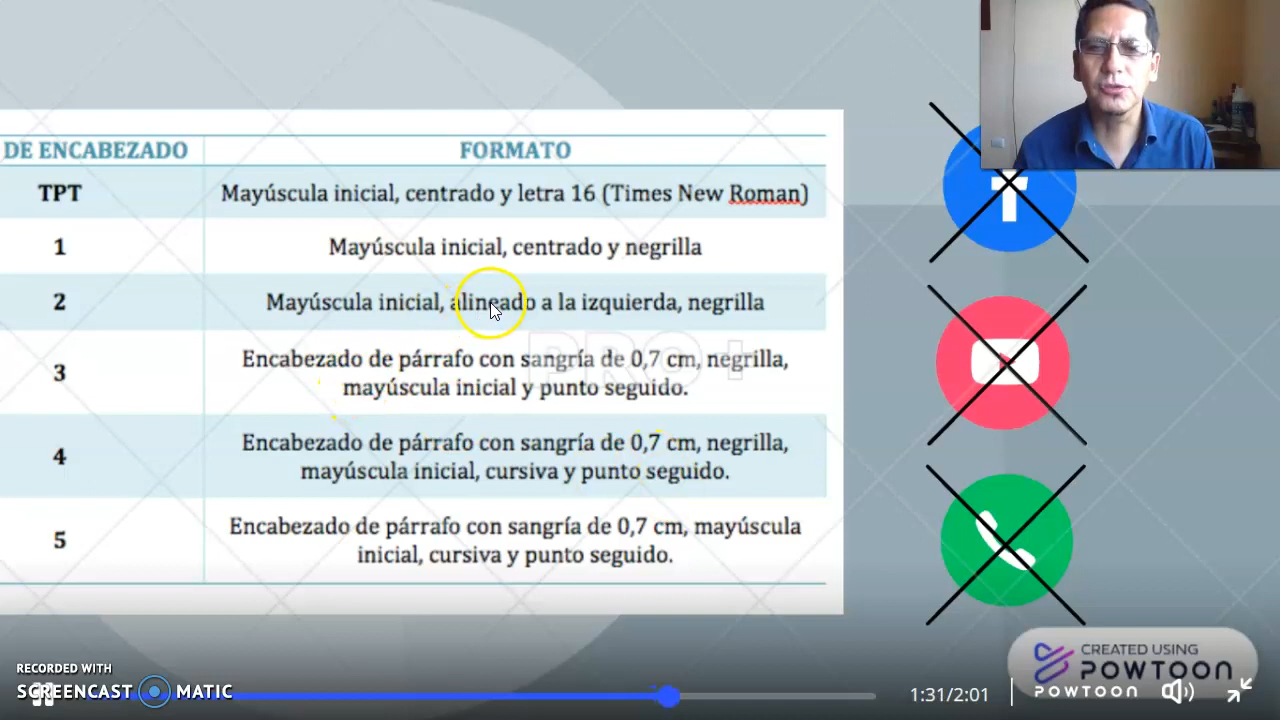 DE ENCABEZADO FORMATO
TPT Mayúscula inicial, centrado y letra 16 (Times New Roman)
1 Mayúscula inicial, centrado y negrilla
2 Mayúscula inicial, alineado a la izquierda, negrilla
3 Encabezado de párrafo con sangría de 0,7 cm, negrilla,
mayúscula inicial y punto seguido.
4 Encabezado de párrafo con sangría de 0,7 cm, negrilla,
mayúscula inicial, cursiva y punto seguido.
5 Encabezado de párrafo con sangría de 0,7 cm, mayúscula
inicial, cursiva y punto seguido.
PRO+
f
CREATED USING
POWTOON
RECORDED WITH
SCREENCAST MATIC
1:31/2:01
POWTOON